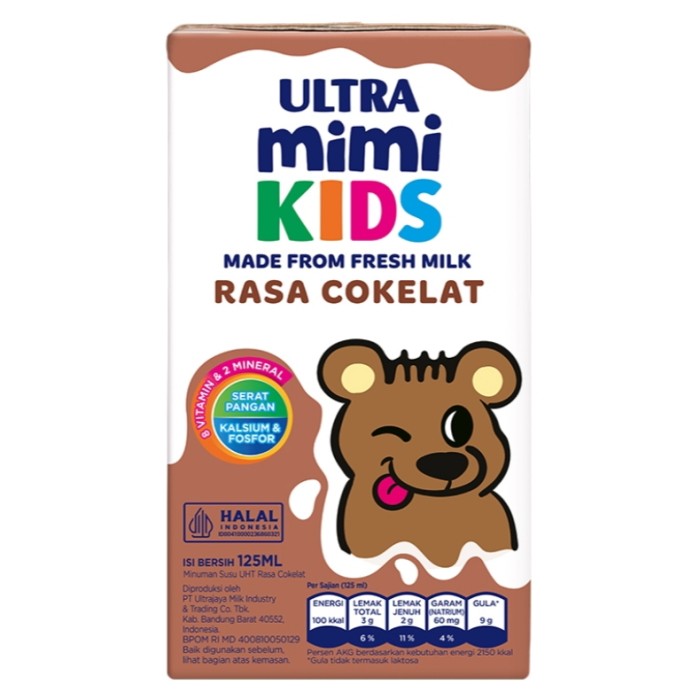 ULTRA
mimi
KIDS
MADE FROM FRESH MILK
RASA COKELAT
8 VITAMIN & 2 MINERAL
SERAT
PANGAN
KALSIUM &
FOSFOR
HALAL
INDONESIA
ISI BERSIH 125ML
Minuman Susu UHT Rasa Cokelat
Diproduksi oleh
PT Ultrajaya Milk Industry
& Trading Co. Tbk.
Kab. Bandung Barat 40552,
Indonesia.
BPOM RI MD 400810050129
Baik digunakan sebelum,
lihat bagian atas kemasan.
Per Sajian (125 ml)
ENERGI
100 kkal
LEMAK
TOTAL
3 g
6 %
LEMAK
JENUH
2 g
11 %
GARAM
(NATRIUM)
60 mg
4 %
GULA*
9 g
Persen AKG berdasarkan kebutuhan energi 2150 kkal
*Gula tidak termasuk laktosa